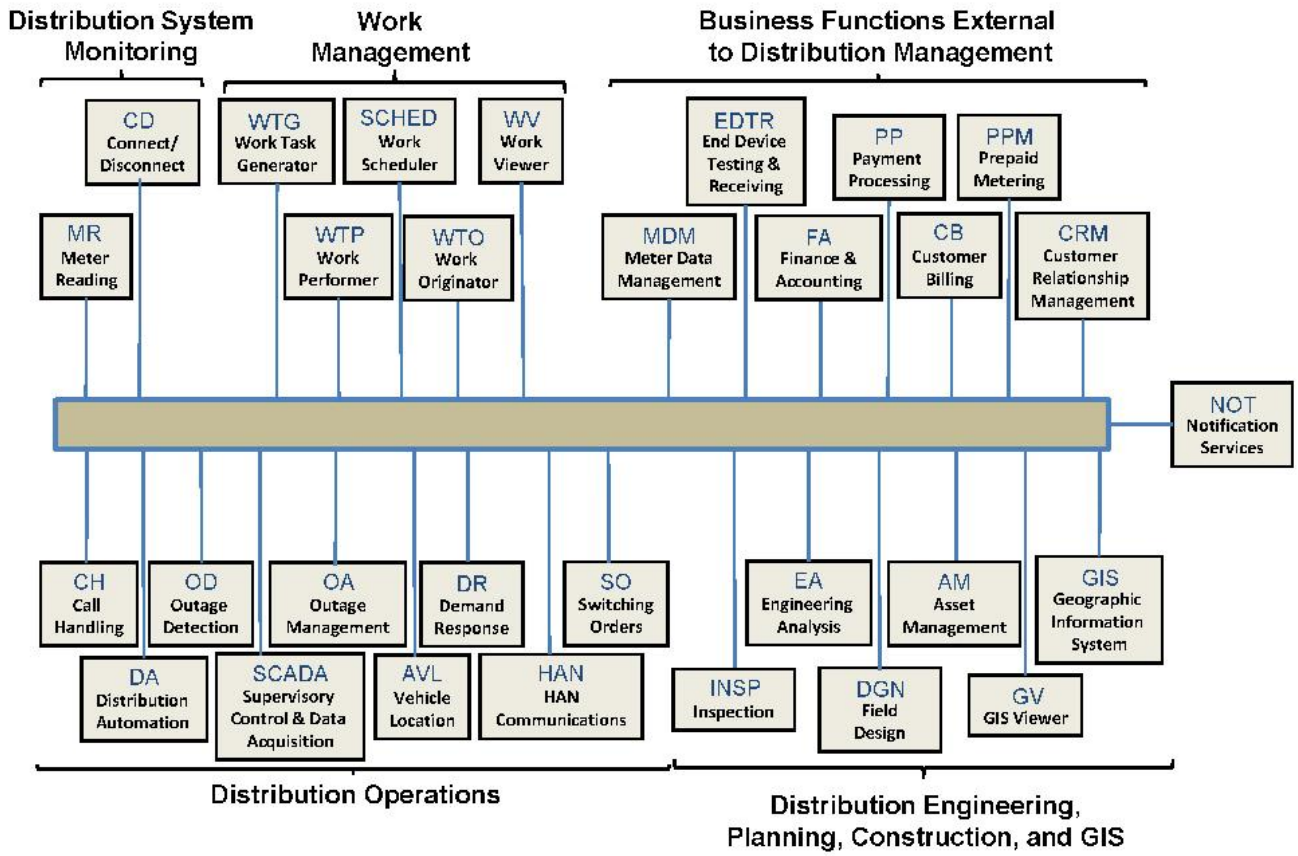 Distribution System
Monitoring
Work
Management
Business Functions External
to Distribution Management
CD
Connect/
Disconnect
WTG
Work Task
Generator
SCHED
Work
Scheduler
WV
Work
Viewer
EDTR
End Device
Testing &
Receiving
PP
Payment
Processing
PPM
Prepaid
Metering
MR
Meter
Reading
WTP
Work
Performer
WTO
Work
Originator
MDM
Meter Data
Management
FA
Finance &
Accounting
CB
Customer
Billing
CRM
Customer
Relationship
Management
NOT
Notification
Services
CH
Call
Handling
OD
Outage
Detection
OA
Outage
Management
DR
Demand
Response
SO
Switching
Orders
EA
Engineering
Analysis
AM
Asset
Management
GIS
Geographic
Information
System
DA
Distribution
Automation
SCADA
Supervisory
Control & Data
Acquisition
AVL
Vehicle
Location
HAN
HAN
Communications
INSP
Inspection
DGN
Field
Design
GV
GIS Viewer
Distribution Operations
Distribution Engineering,
Planning, Construction, and GIS